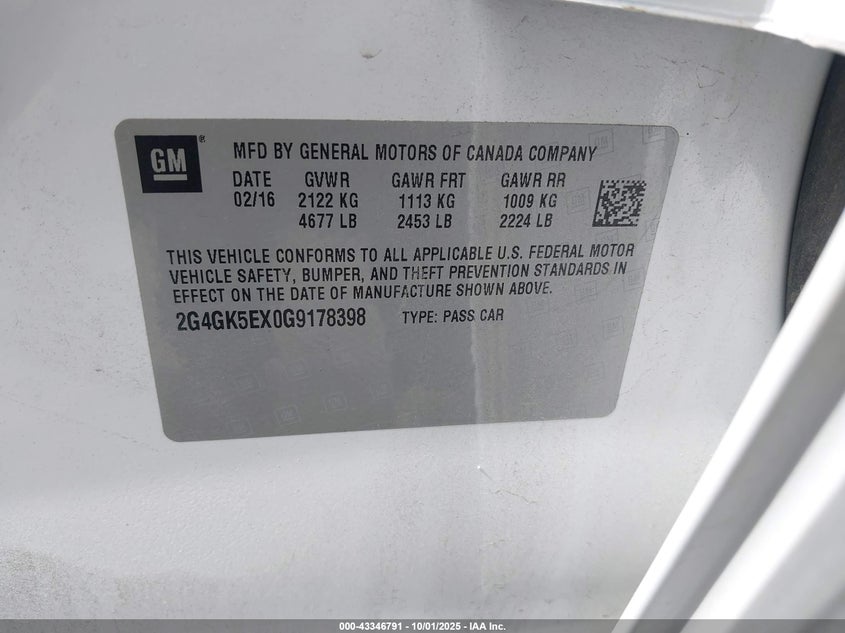 GM ®
MFD BY GENERAL MOTORS OF CANADA COMPANY
DATE GVWR GAWR FRT GAWR RR
02/16 2122 KG 1113 KG 1009 KG
4677 LB 2453 LB 2224 LB
THIS VEHICLE CONFORMS TO ALL APPLICABLE U.S. FEDERAL MOTOR
VEHICLE SAFETY, BUMPER, AND THEFT PREVENTION STANDARDS IN
EFFECT ON THE DATE OF MANUFACTURE SHOWN ABOVE.
2G4GK5EX0G9178398 TYPE: PASS CAR
000-43346791 - 10/01/2025 - IAA Inc.